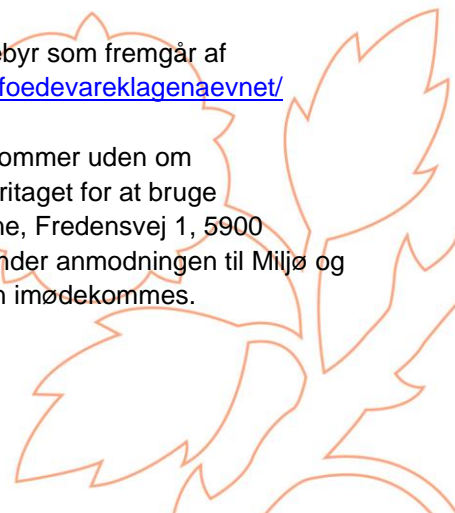 ebyr som fremgår af
foedevareklagenaevnet/
ommer uden om
ritaget for at bruge
ne, Fredensvej 1, 5900
nder anmodningen til Miljø og
n imødekommes.